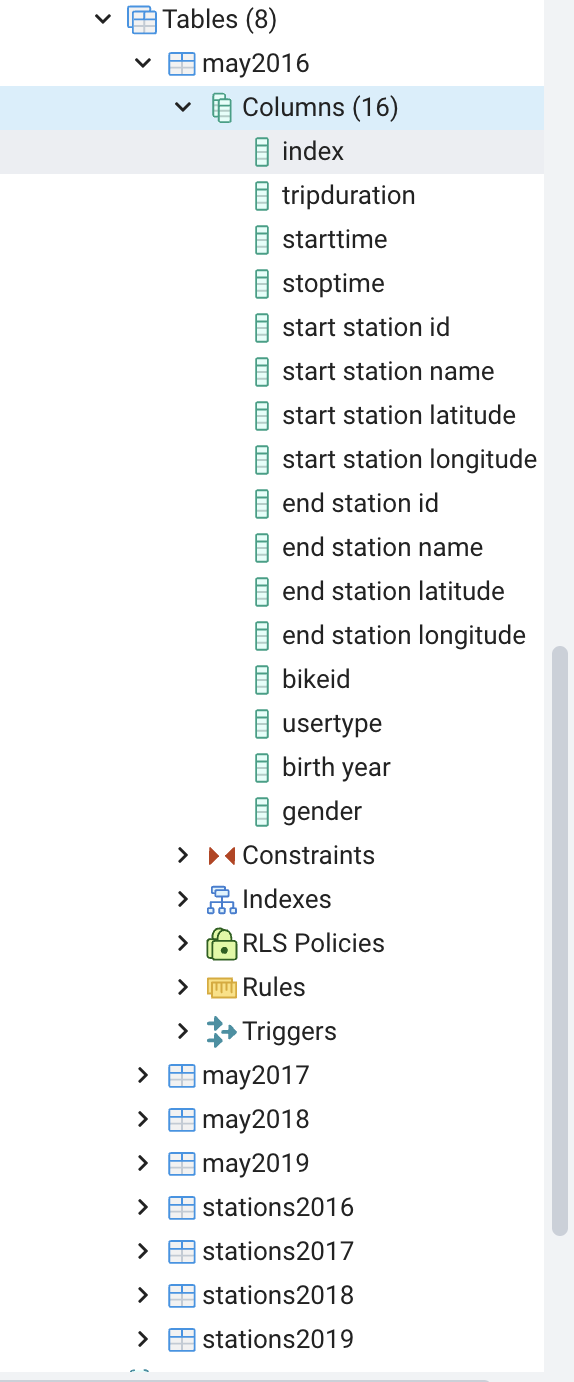 Tables (8)
may2016
Columns (16)
index
tripduration
starttime
stoptime
start station id
start station name
start station latitude
start station longitude
end station id
end station name
end station latitude
end station longitude
bikeid
usertype
birth year
gender
Constraints
Indexes
RLS Policies
Rules
Triggers
may2017
may2018
may2019
stations2016
stations2017
stations2018
stations2019